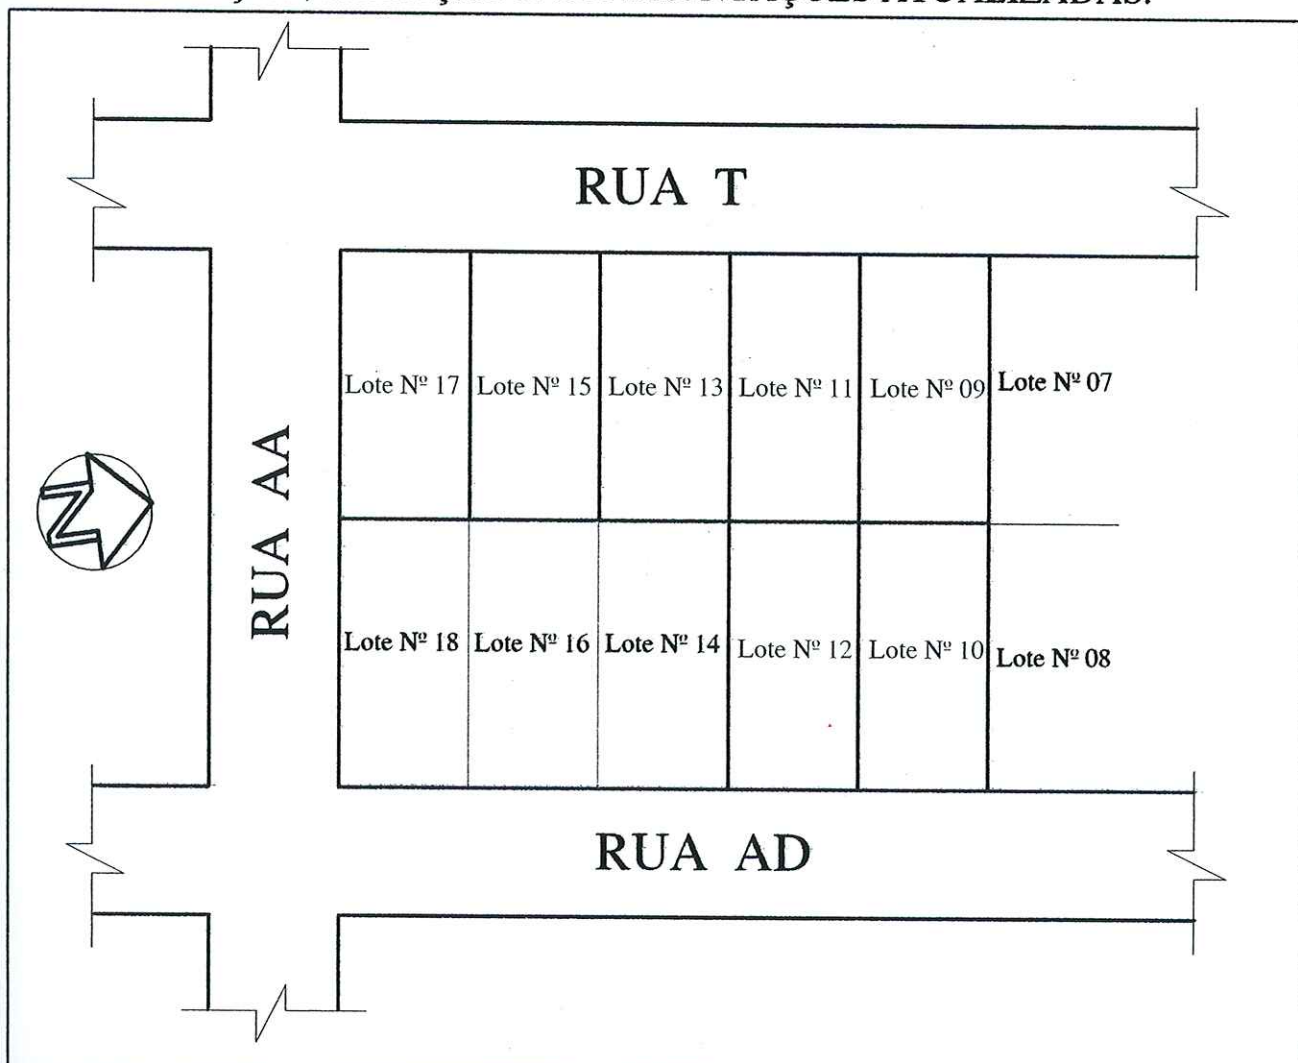 ATUALIZADAS.
RUA T
Lote Nº 17 Lote Nº 15 Lote Nº 13 Lote Nº 11 Lote Nº 09 Lote Nº 07
RUA AA
N
Lote Nº 18 Lote Nº 16 Lote Nº 14 Lote Nº 12 Lote Nº 10 Lote Nº 08
RUA AD